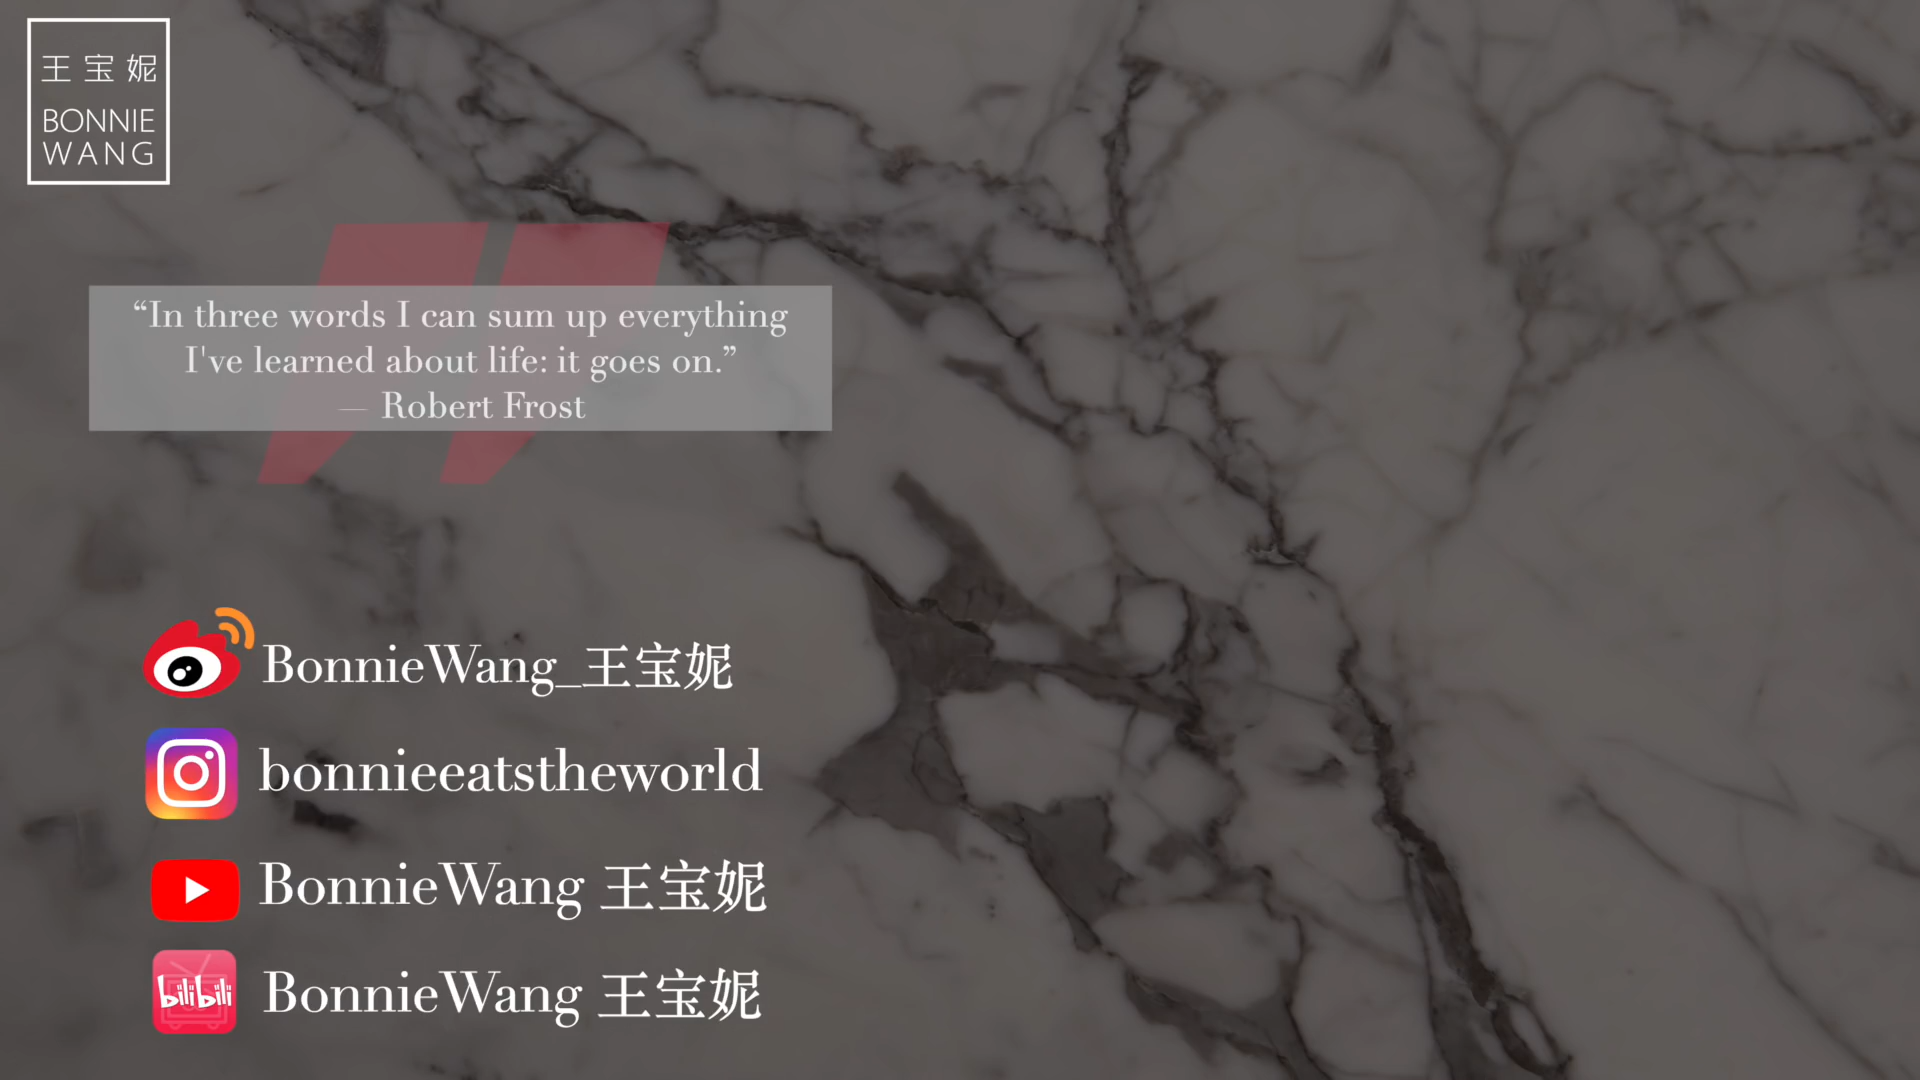 王宝妮
BONNIE
WANG
“In three words I can sum up everything
I've learned about life: it goes on.”
— Robert Frost
BonnieWang_王宝妮
bonnieeatstheworld
BonnieWang 王宝妮
bilibili
BonnieWang 王宝妮